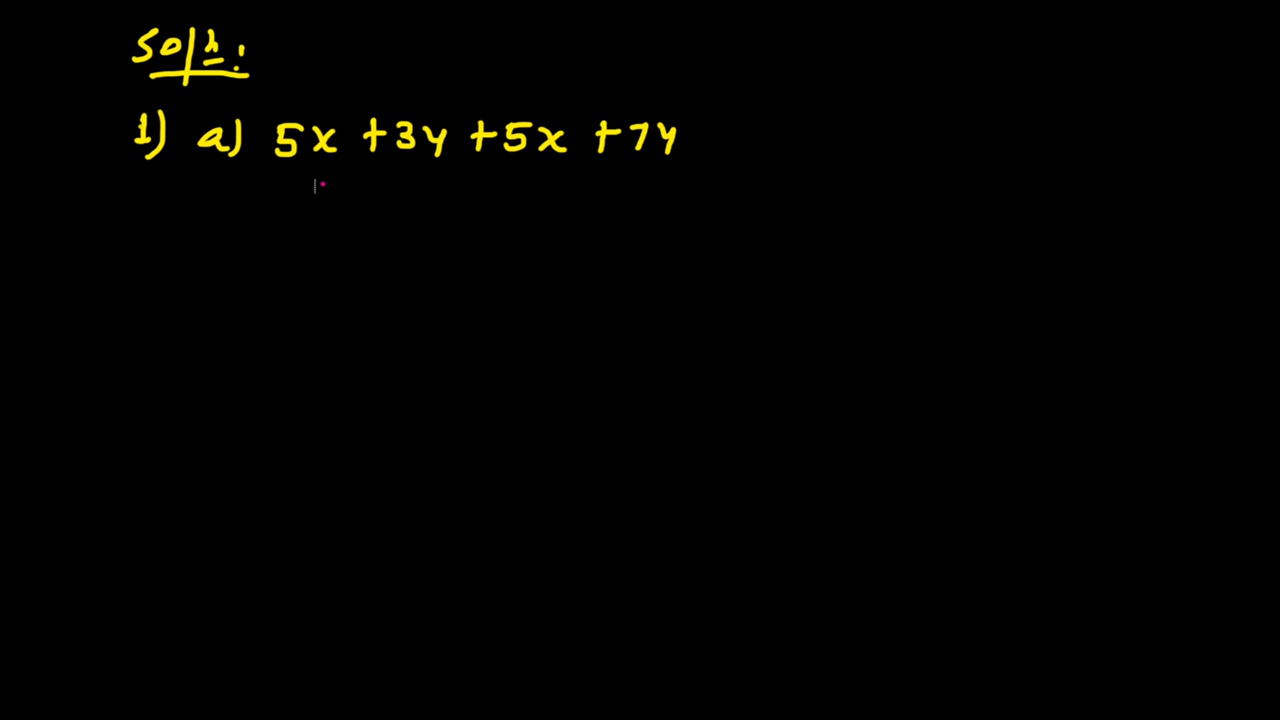 Soln:
1) a) 5x + 3y + 5x + 7y